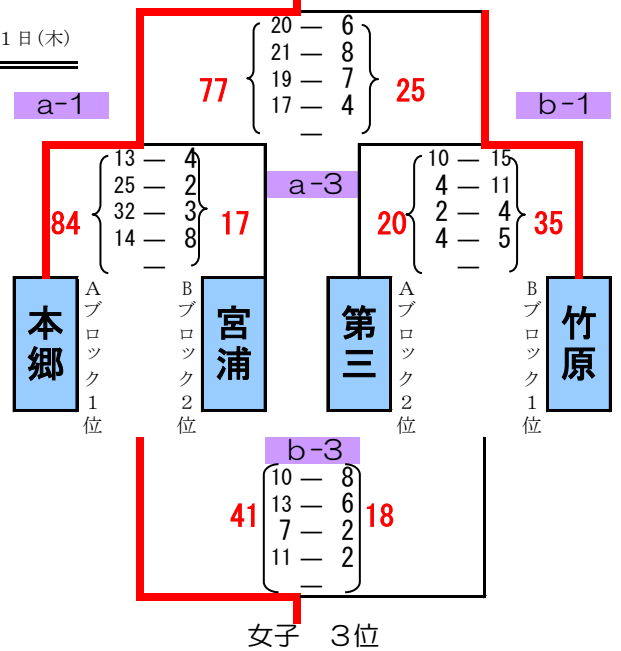 1日(木)
20 — 6
21 — 8
19 — 7
17 — 4
—
77
25
a-1
b-1
13 — 4
25 — 2
32 — 3
14 — 8
—
84
17
a-3
10 — 15
4 — 11
2 — 4
4 — 5
—
20
35
本郷
Aブロック1位
Bブロック2位
宮浦
第三
Aブロック2位
Bブロック1位
竹原
b-3
10 — 8
13 — 6
7 — 2
11 — 2
—
41
18
女子 3位